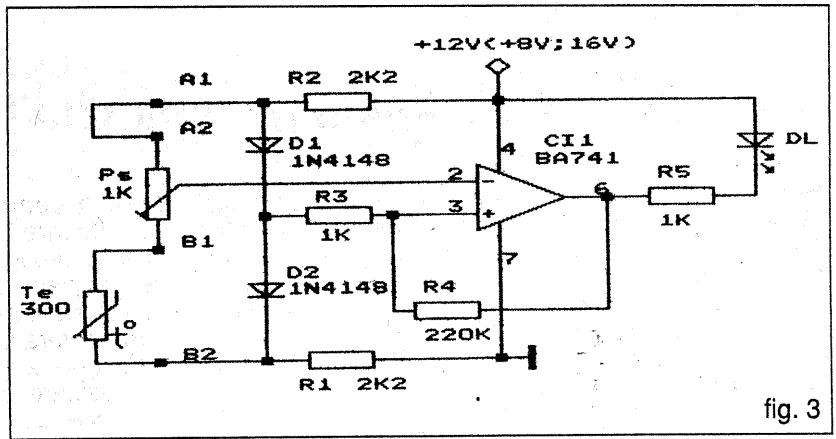 +12V(+8V;16V)
A1
R2 2K2
A2
D1
1N4148
4
CI1
BA741
DL
Ps
1K
2
-
6
R5
1K
R3
1K
3
+
B1
7
D2
1N4148
R4
220K
Te
300
t°
B2
R1 2K2
fig. 3